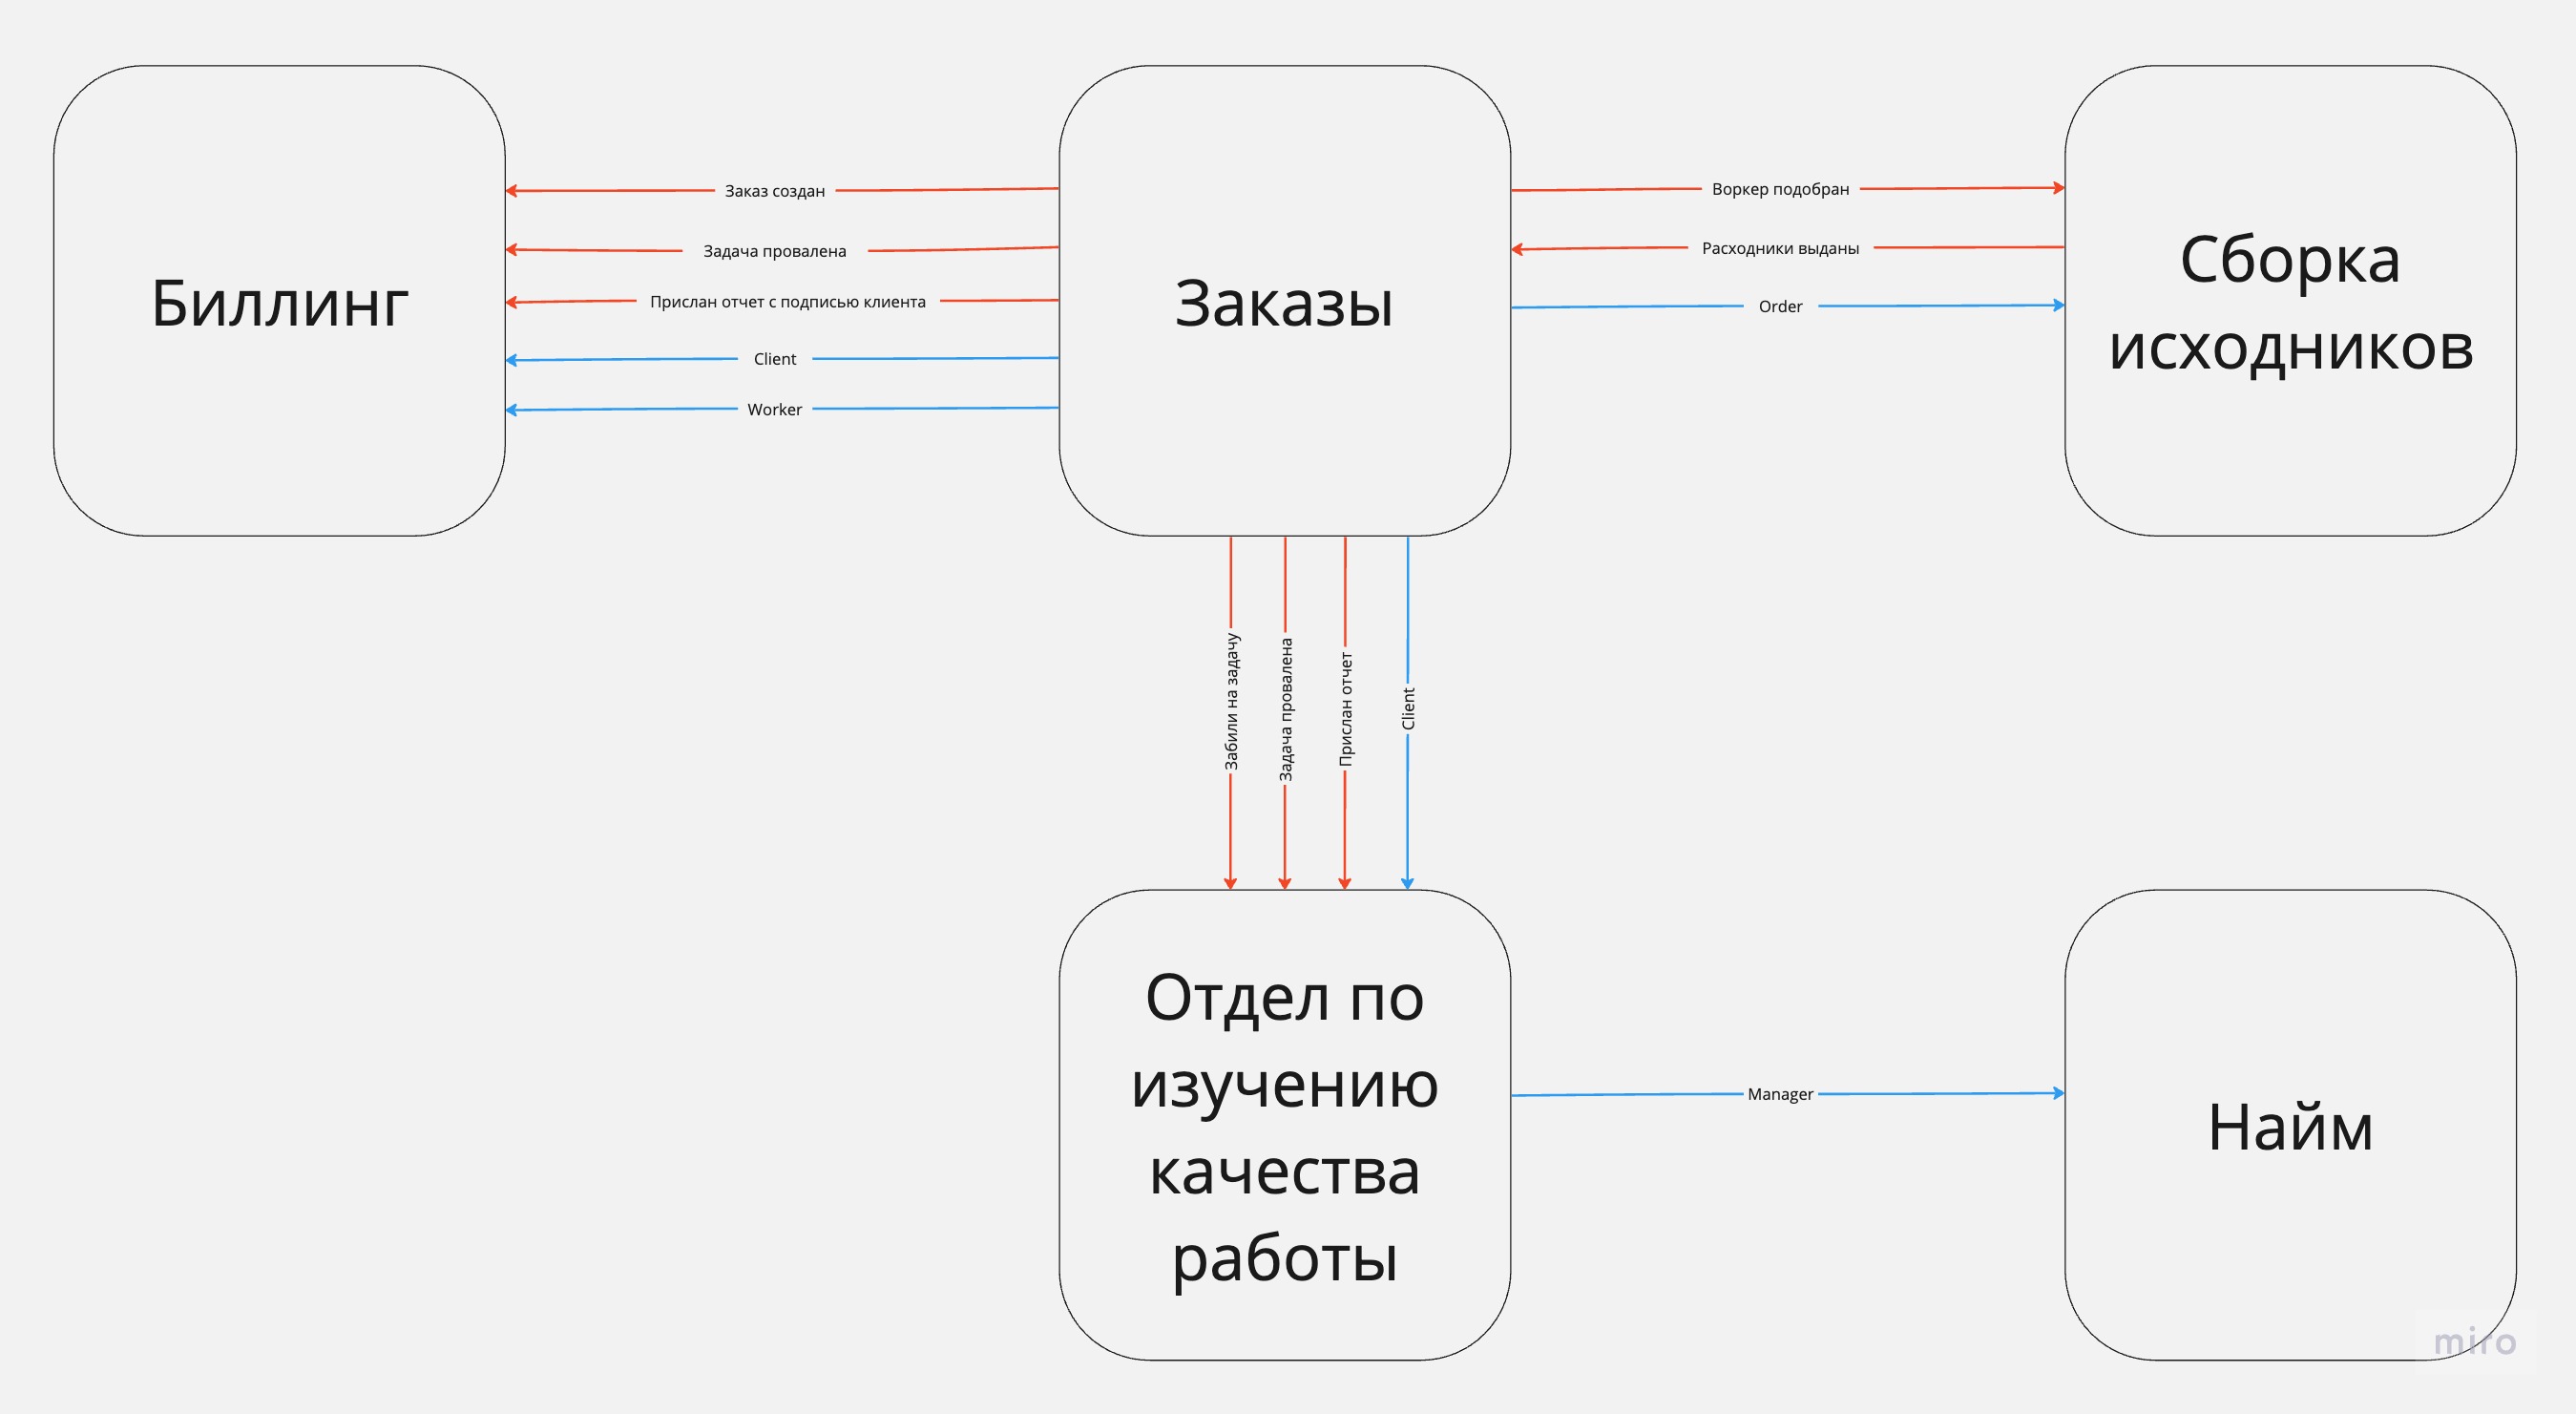 Биллинг
Заказ создан
Задача провалена
Прислан отчет с подписью клиента
Client
Worker
Заказы
Воркер подобран
Расходники выданы
Order
Сборка
исходников
Забили на задачу
Задача провалена
Прислан отчет
Client
Отдел по
изучению
качества
работы
Manager
Найм
miro